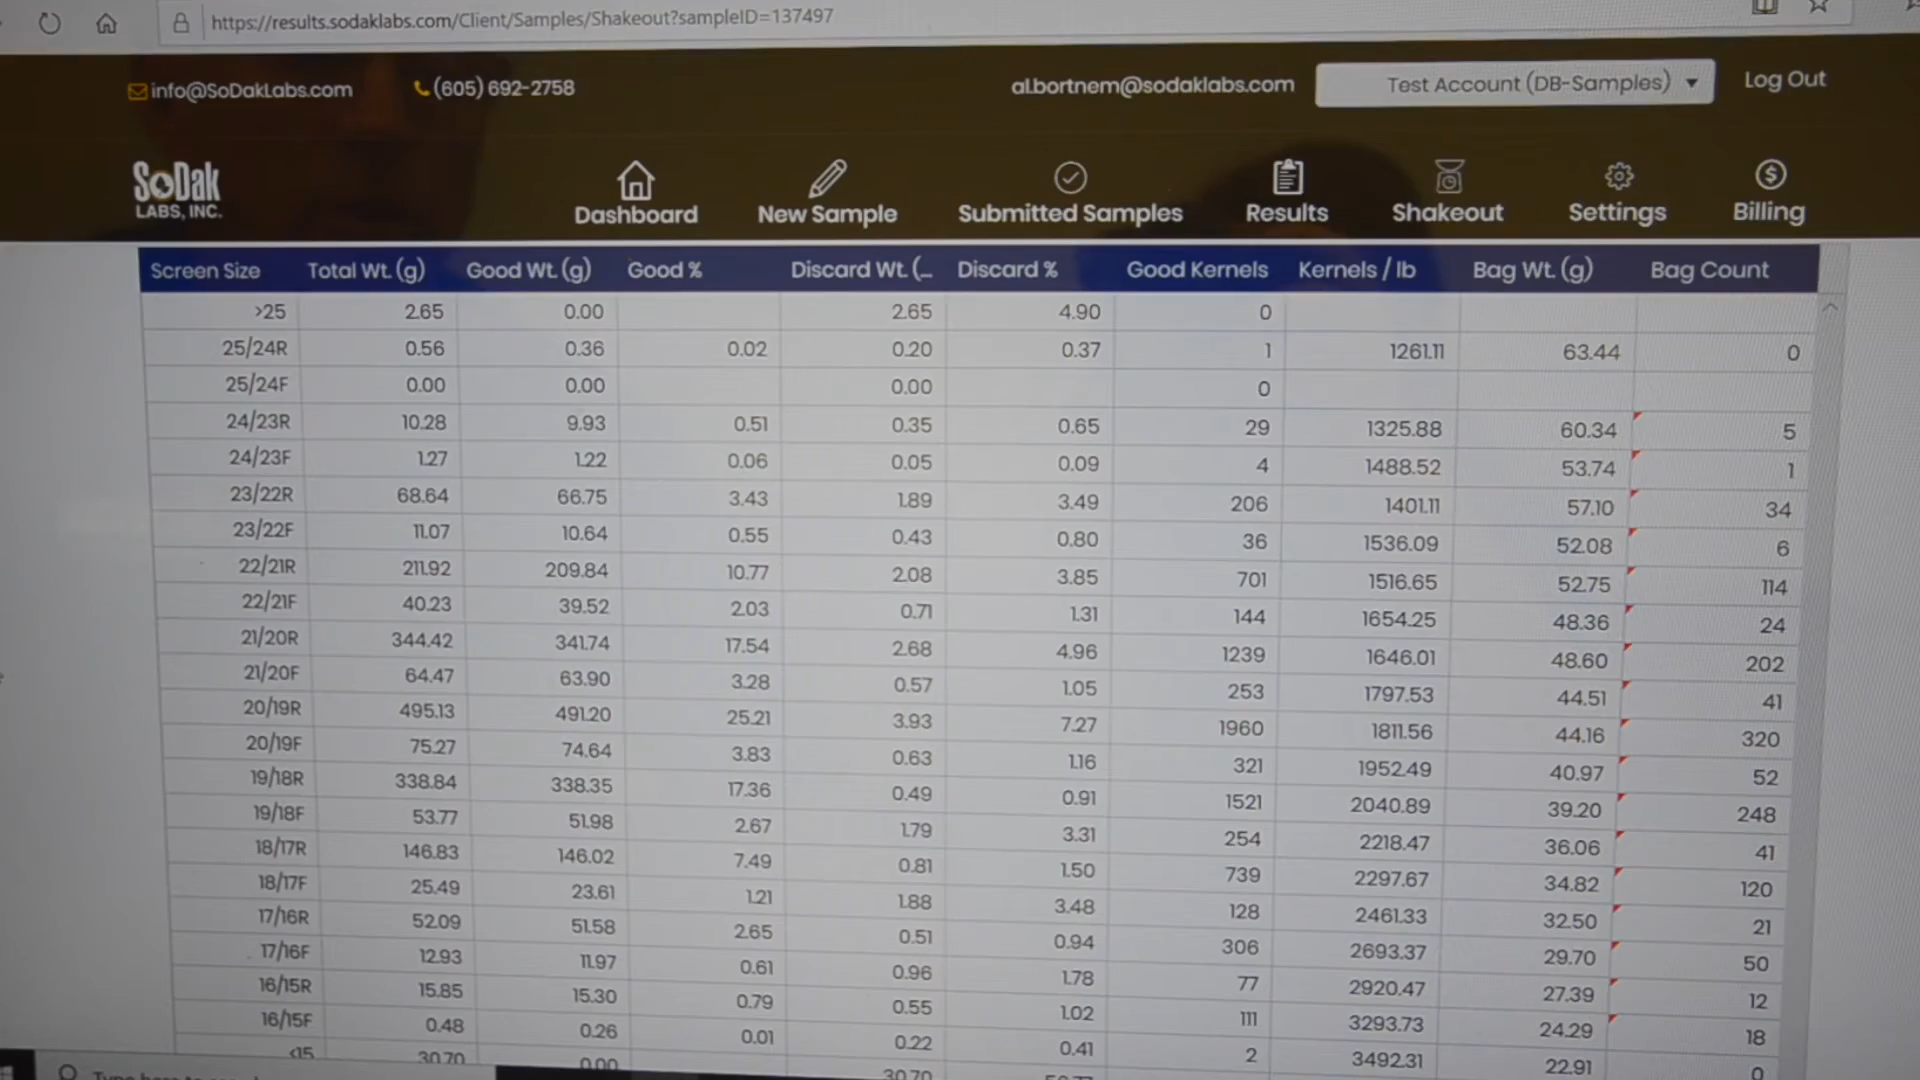 https://results.sodaklabs.com/Client/Samples/Shakeout?sampleID=137497
info@SoDakLabs.com (605) 692-2758 al.bortnem@sodaklabs.com Test Account (DB-Samples) Log Out
SoDak LABS, INC.
Dashboard New Sample Submitted Samples Results Shakeout Settings Billing
Screen Size Total Wt. (g) Good Wt. (g) Good % Discard Wt. (... Discard % Good Kernels Kernels / lb Bag Wt. (g) Bag Count
>25 2.65 0.00 2.65 4.90 0
25/24R 0.56 0.36 0.02 0.20 0.37 1 1261.11 63.44 0
25/24F 0.00 0.00 0.00 0
24/23R 10.28 9.93 0.51 0.35 0.65 29 1325.88 60.34 5
24/23F 1.27 1.22 0.06 0.05 0.09 4 1488.52 53.74 1
23/22R 68.64 66.75 3.43 1.89 3.49 206 1401.11 57.10 34
23/22F 11.07 10.64 0.55 0.43 0.80 36 1536.09 52.08 6
22/21R 211.92 209.84 10.77 2.08 3.85 701 1516.65 52.75 114
22/21F 40.23 39.52 2.03 0.71 1.31 144 1654.25 48.36 24
21/20R 344.42 341.74 17.54 2.68 4.96 1239 1646.01 48.60 202
21/20F 64.47 63.90 3.28 0.57 1.05 253 1797.53 44.51 41
20/19R 495.13 491.20 25.21 3.93 7.27 1960 1811.56 44.16 320
20/19F 75.27 74.64 3.83 0.63 1.16 321 1952.49 40.97 52
19/18R 338.84 338.35 17.36 0.49 0.91 1521 2040.89 39.20 248
19/18F 53.77 51.98 2.67 1.79 3.31 254 2218.47 36.06 41
18/17R 146.83 146.02 7.49 0.81 1.50 739 2297.67 34.82 120
18/17F 25.49 23.61 1.21 1.88 3.48 128 2461.33 32.50 21
17/16R 52.09 51.58 2.65 0.51 0.94 306 2693.37 29.70 50
17/16F 12.93 11.97 0.61 0.96 1.78 77 2920.47 27.39 12
16/15R 15.85 15.30 0.79 0.55 1.02 111 3293.73 24.29 18
16/15F 0.48 0.26 0.01 0.22 0.41 2 3492.31 22.91 0
<15 30.70 0.00 30.70